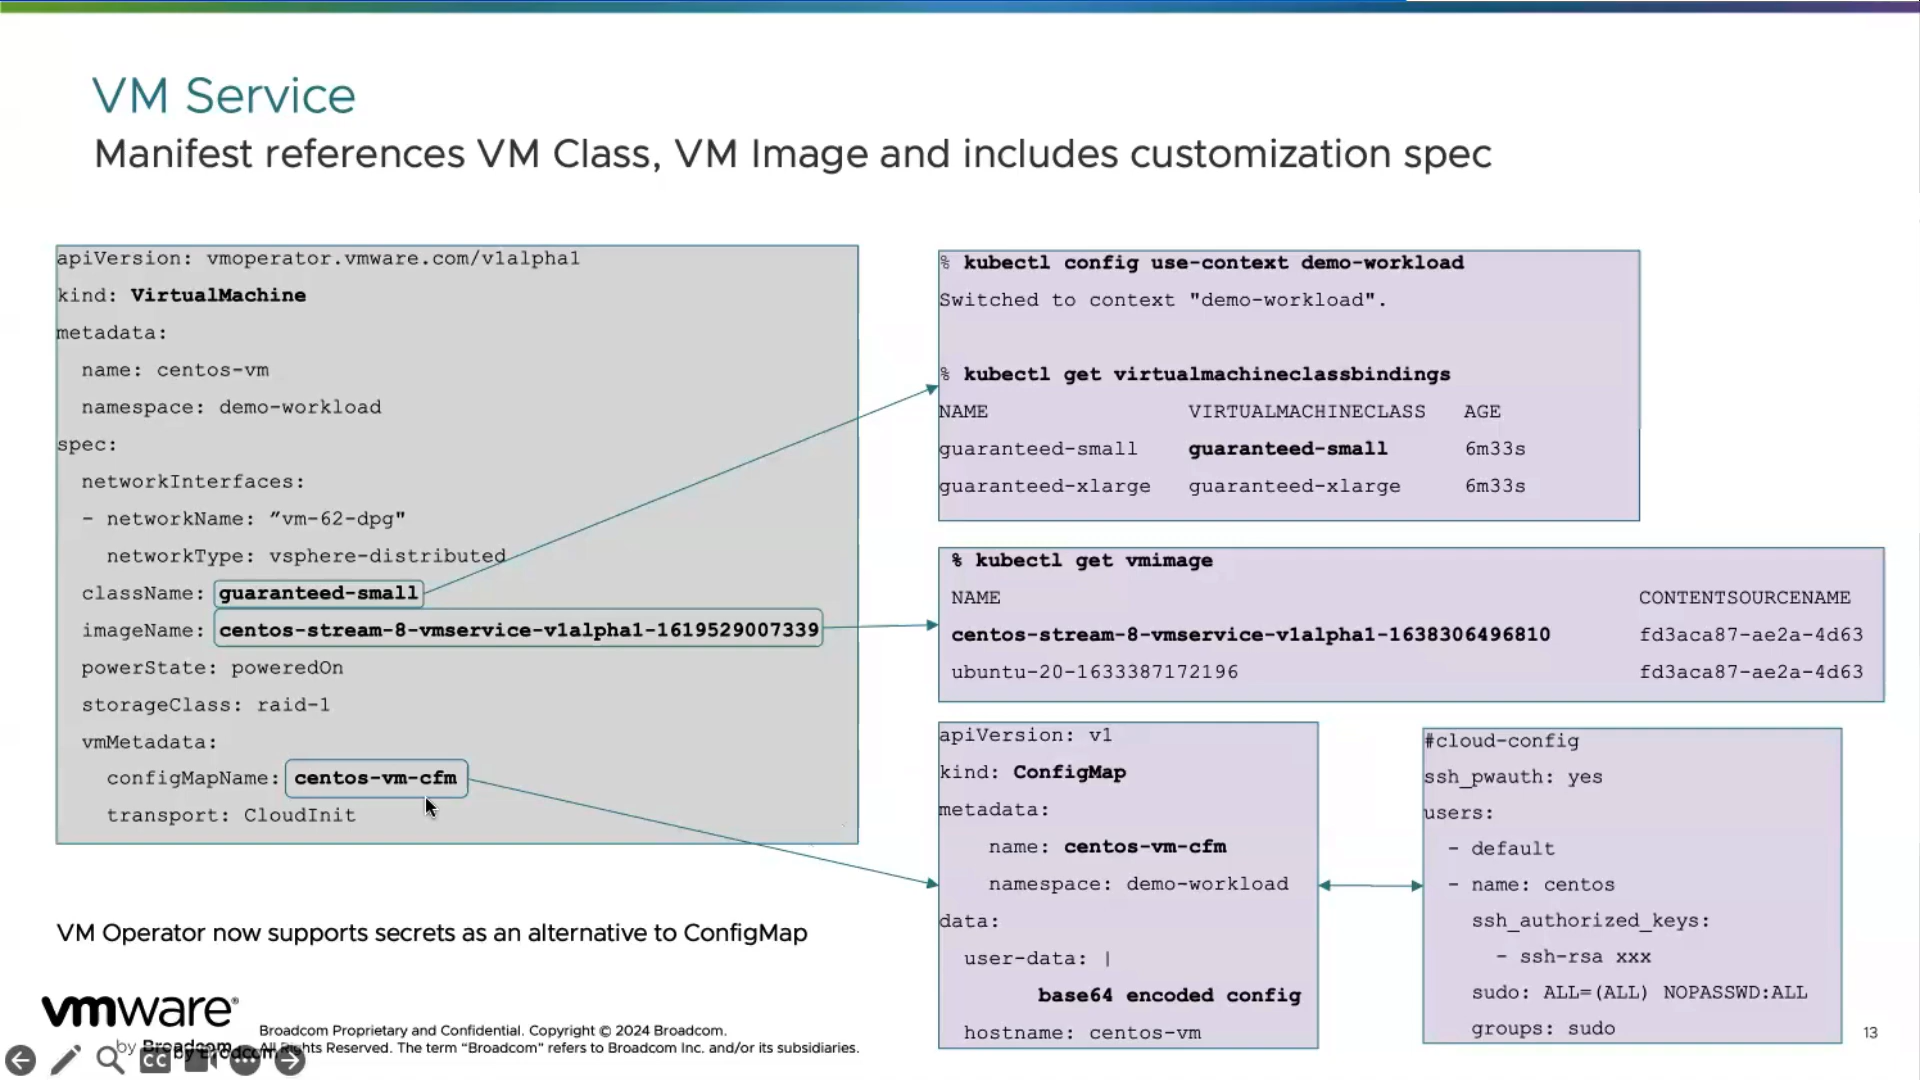 VM Service
Manifest references VM Class, VM Image and includes customization spec
apiVersion: vmoperator.vmware.com/v1alpha1
kind: VirtualMachine
metadata:
  name: centos-vm
  namespace: demo-workload
spec:
  networkInterfaces:
  - networkName: ”vm-62-dpg"
    networkType: vsphere-distributed
  className: guaranteed-small
  imageName: centos-stream-8-vmservice-v1alpha1-1619529007339
  powerState: poweredOn
  storageClass: raid-1
  vmMetadata:
    configMapName: centos-vm-cfm
    transport: CloudInit
% kubectl config use-context demo-workload
Switched to context "demo-workload".
% kubectl get virtualmachineclassbindings
NAME VIRTUALMACHINECLASS AGE
guaranteed-small guaranteed-small 6m33s
guaranteed-xlarge guaranteed-xlarge 6m33s
% kubectl get vmimage
NAME CONTENTSOURCENAME
centos-stream-8-vmservice-v1alpha1-1638306496810 fd3aca87-ae2a-4d63
ubuntu-20-1633387172196 fd3aca87-ae2a-4d63
apiVersion: v1
kind: ConfigMap
metadata:
    name: centos-vm-cfm
    namespace: demo-workload
data:
  user-data: |
        base64 encoded config
  hostname: centos-vm
#cloud-config
ssh_pwauth: yes
users:
  - default
  - name: centos
    ssh_authorized_keys:
      - ssh-rsa xxx
    sudo: ALL=(ALL) NOPASSWD:ALL
    groups: sudo
VM Operator now supports secrets as an alternative to ConfigMap
vmware®
by Broadcom
Broadcom Proprietary and Confidential. Copyright © 2024 Broadcom.
All Rights Reserved. The term “Broadcom” refers to Broadcom Inc. and/or its subsidiaries.
CC
13